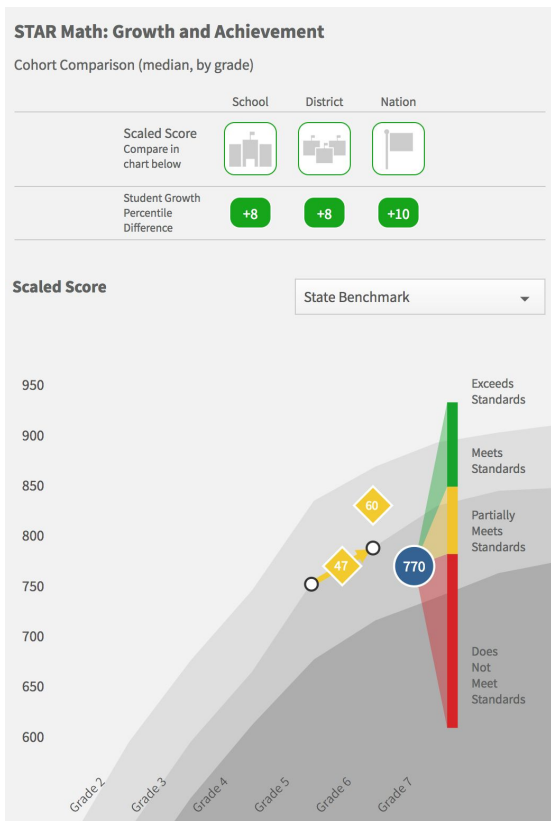 STAR Math: Growth and Achievement
Cohort Comparison (median, by grade)
School District Nation
Scaled Score
Compare in
chart below
Student Growth
Percentile
Difference
+8 +8 +10
Scaled Score
State Benchmark
950
900
850
800
750
700
650
600
Exceeds
Standards
Meets
Standards
Partially
Meets
Standards
Does
Not
Meet
Standards
60
47
770
Grade 2
Grade 3
Grade 4
Grade 5
Grade 6
Grade 7